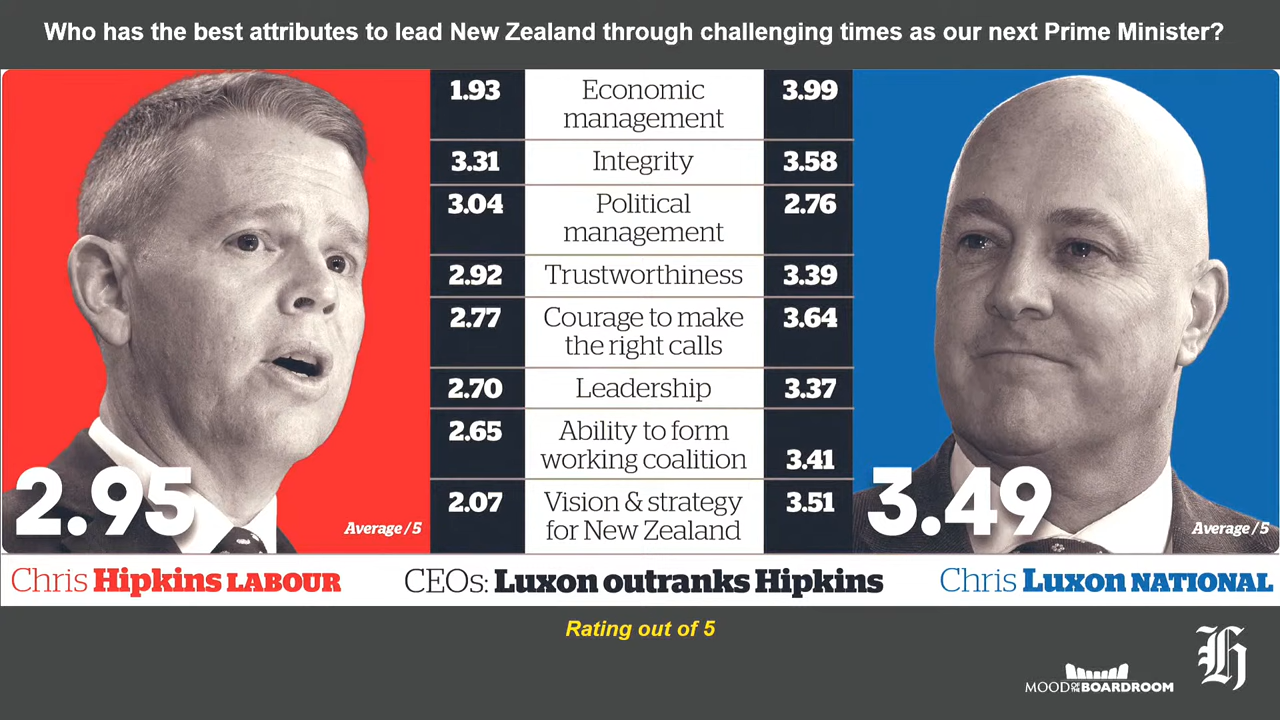 Who has the best attributes to lead New Zealand through challenging times as our next Prime Minister?
1.93 Economic management 3.99
3.31 Integrity 3.58
3.04 Political management 2.76
2.92 Trustworthiness 3.39
2.77 Courage to make the right calls 3.64
2.70 Leadership 3.37
2.65 Ability to form working coalition 3.41
2.07 Vision & strategy for New Zealand 3.51
2.95
Average / 5
3.49
Average / 5
Chris Hipkins LABOUR
CEOs: Luxon outranks Hipkins
Chris Luxon NATIONAL
Rating out of 5
MOOD OF THE BOARDROOM
H